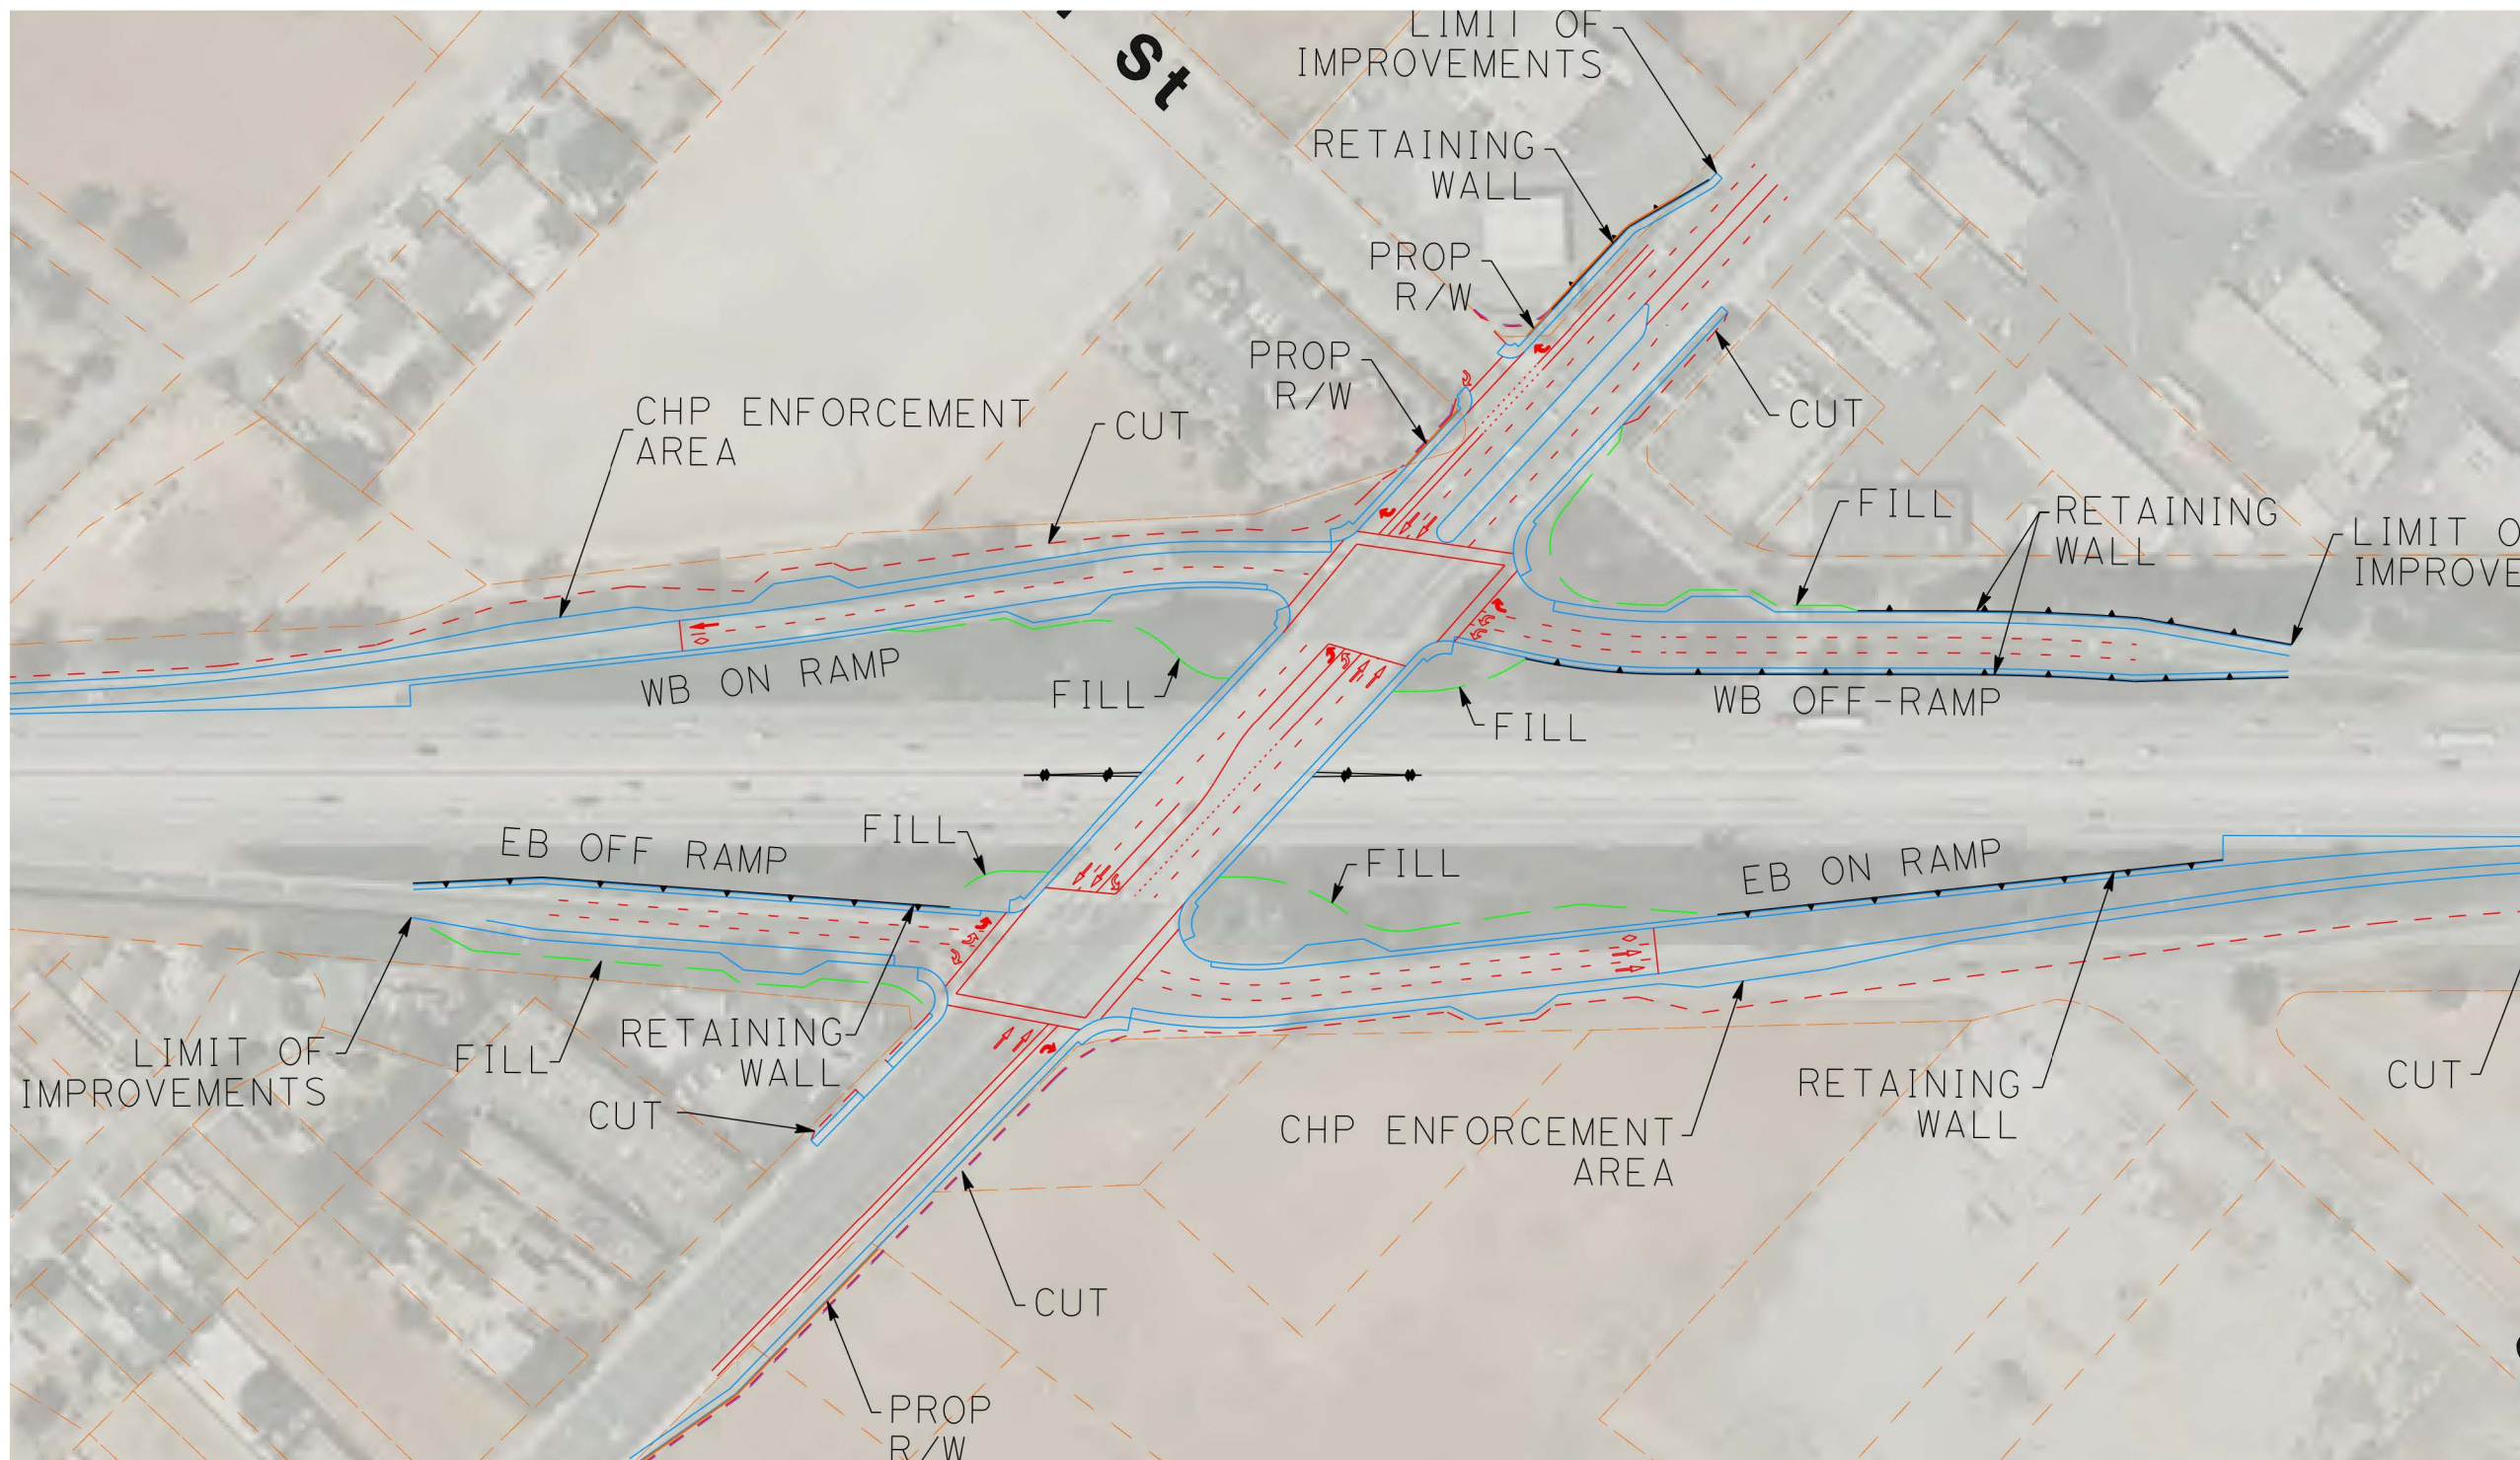 St
LIMIT OF
IMPROVEMENTS
RETAINING
WALL
PROP
R/W
PROP
R/W
CHP ENFORCEMENT
AREA
CUT
CUT
FILL
RETAINING
WALL
LIMIT O
IMPROVE
WB ON RAMP
FILL
FILL
WB OFF-RAMP
EB OFF RAMP
FILL
FILL
EB ON RAMP
LIMIT OF
IMPROVEMENTS
FILL
RETAINING
WALL
CUT
CHP ENFORCEMENT
AREA
RETAINING
WALL
CUT
CUT
PROP
R/W